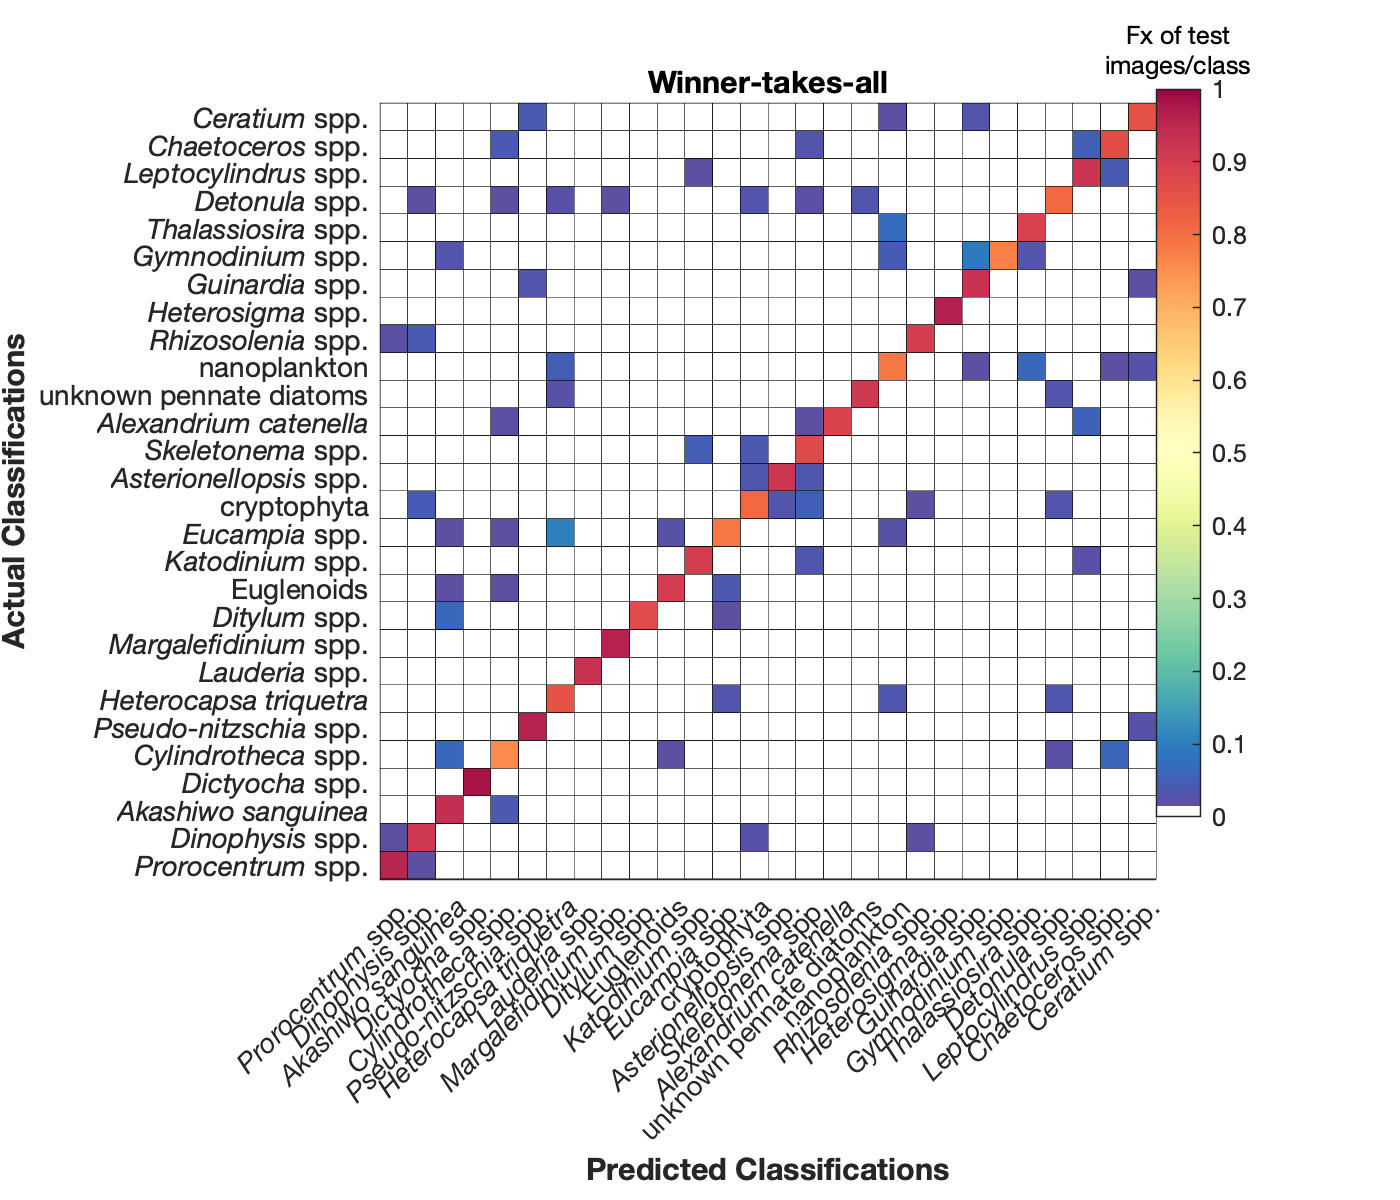 Fx of test
images/class
Winner-takes-all
Actual Classifications
Ceratium spp.
Chaetoceros spp.
Leptocylindrus spp.
Detonula spp.
Thalassiosira spp.
Gymnodinium spp.
Guinardia spp.
Heterosigma spp.
Rhizosolenia spp.
nanoplankton
unknown pennate diatoms
Alexandrium catenella
Skeletonema spp.
Asterionellopsis spp.
cryptophyta
Eucampia spp.
Katodinium spp.
Euglenoids
Ditylum spp.
Margalefidinium spp.
Lauderia spp.
Heterocapsa triquetra
Pseudo-nitzschia spp.
Cylindrotheca spp.
Dictyocha spp.
Akashiwo sanguinea
Dinophysis spp.
Prorocentrum spp.
1
0.9
0.8
0.7
0.6
0.5
0.4
0.3
0.2
0.1
0
Prorocentrum spp.
Dinophysis spp.
Akashiwo sanguinea
Dictyocha spp.
Cylindrotheca spp.
Pseudo-nitzschia spp.
Heterocapsa triquetra
Lauderia spp.
Margalefidinium spp.
Ditylum spp.
Euglenoids
Katodinium spp.
Eucampia spp.
cryptophyta
Asterionellopsis spp.
Skeletonema spp
Alexandrium catenella
unknown pennate diatoms
nanoplankton
Rhizosolenia spp.
Heterosigma spp.
Guinardia spp.
Gymnodinium spp.
Thalassiosira spp.
Detonula spp.
Leptocylindrus spp.
Chaetoceros spp.
Ceratium spp.
Predicted Classifications